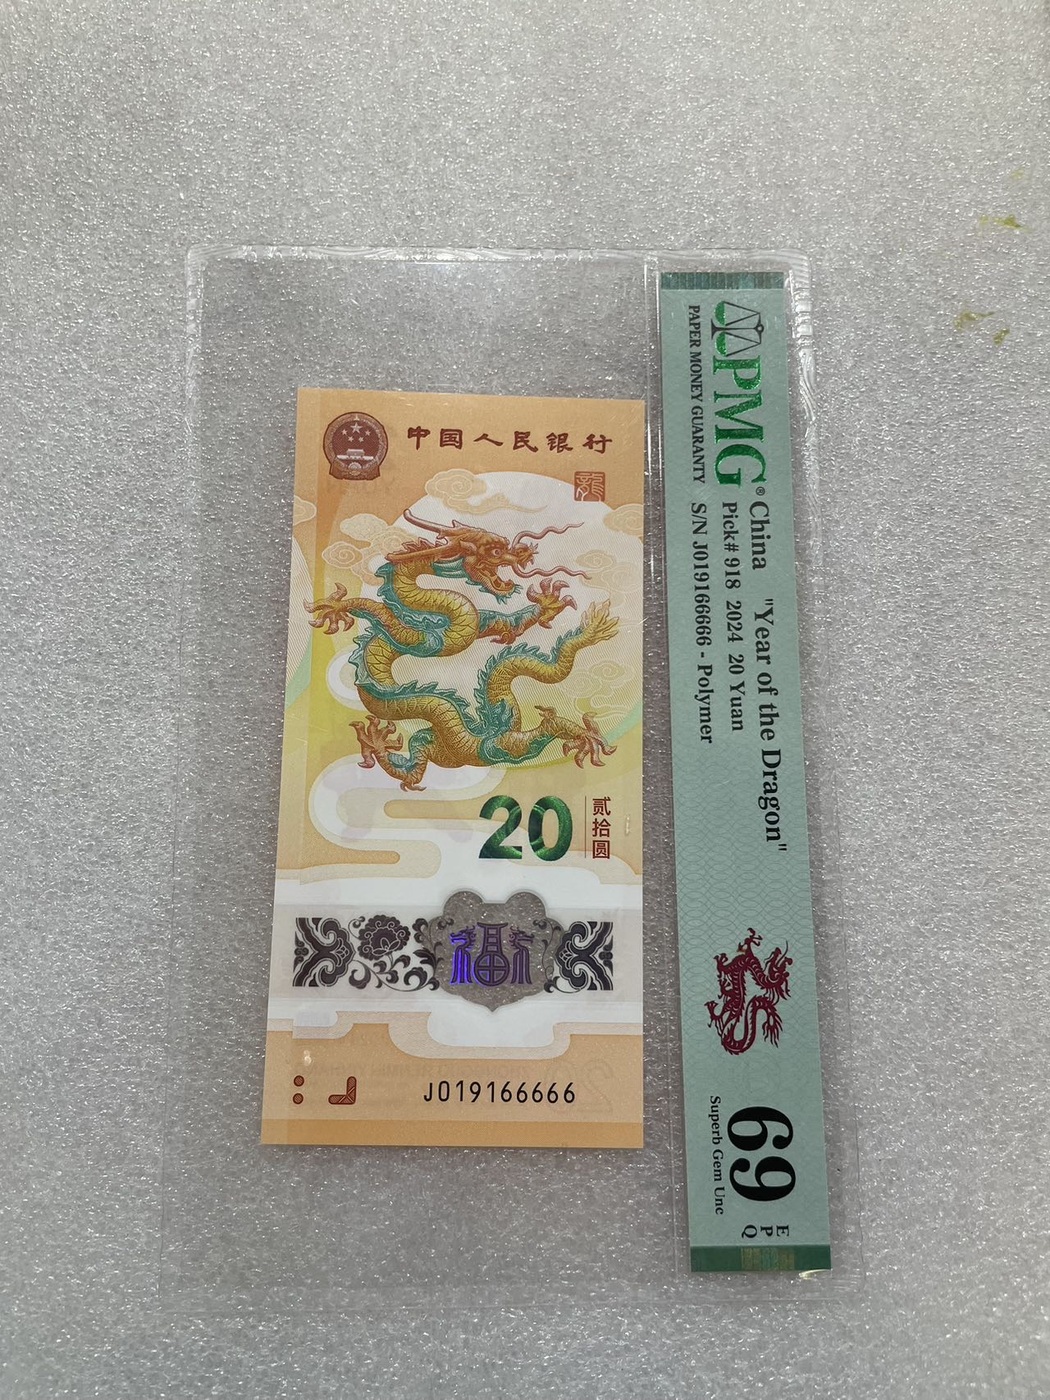 中国人民银行
龍
20
贰拾圆
福
J019166666
PMG®
PAPER MONEY GUARANTY
China "Year of the Dragon"
Pick# 918 2024 20 Yuan
S/N J019166666 - Polymer
69
EPQ
Superb Gem Unc